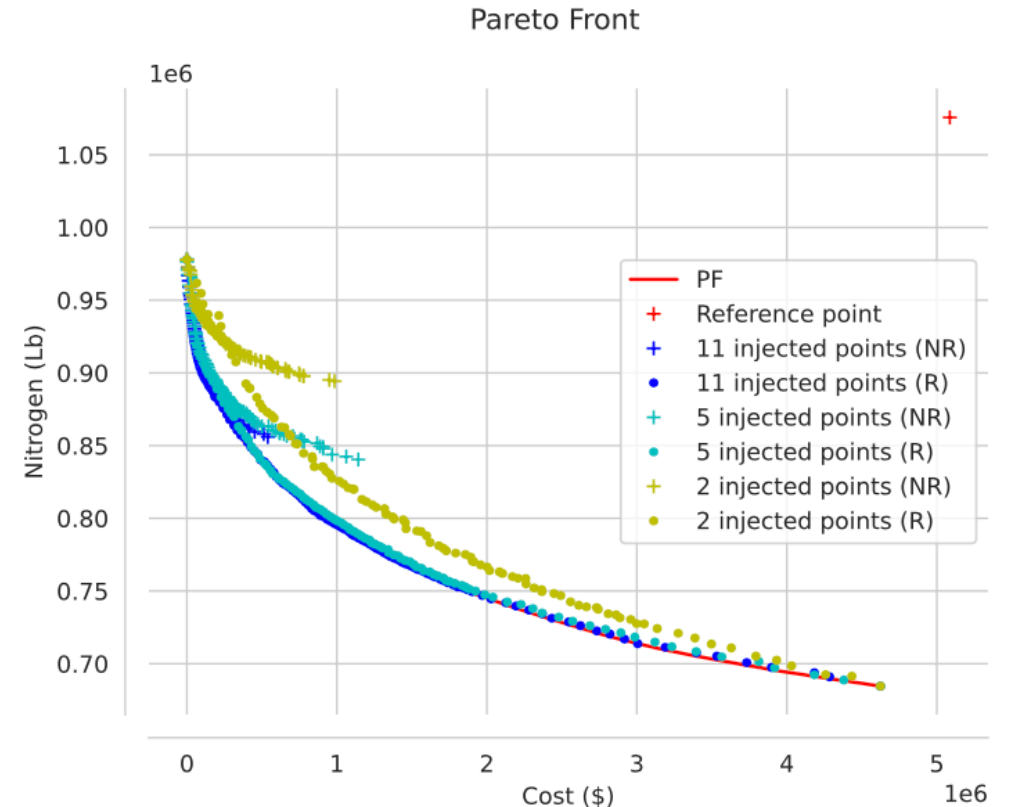 Pareto Front
1e6
1.05
1.00
0.95
0.90
0.85
0.80
0.75
0.70
Nitrogen (Lb)
PF
Reference point
11 injected points (NR)
11 injected points (R)
5 injected points (NR)
5 injected points (R)
2 injected points (NR)
2 injected points (R)
0 1 2 3 4 5
1e6
Cost ($)